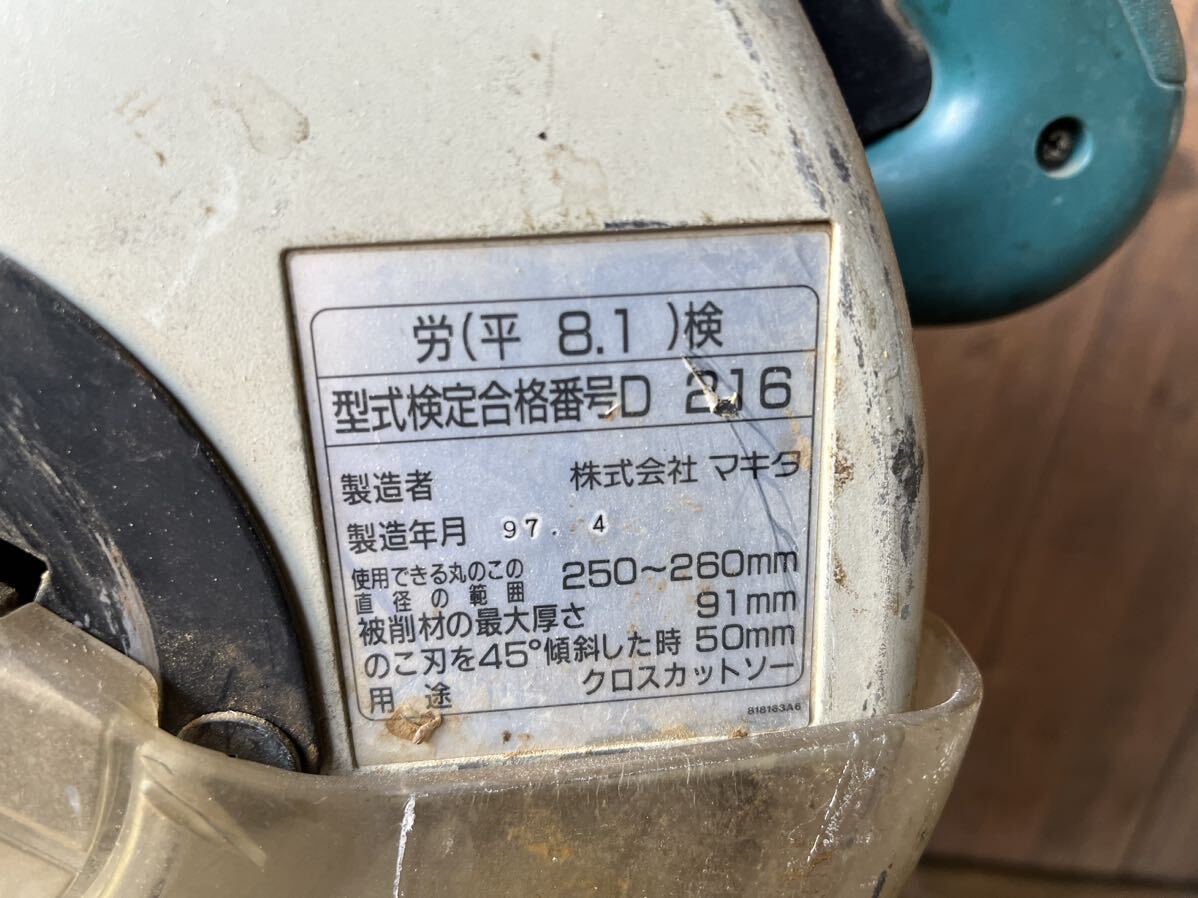 労(平 8.1 )検
型式検定合格番号D 216
製造者 株式会社 マキタ
製造年月 97. 4
使用できる丸のこの
直径の範囲 250~260mm
被削材の最大厚さ 91mm
のこ刃を45°傾斜した時 50mm
用途 クロスカットソー
818183A6